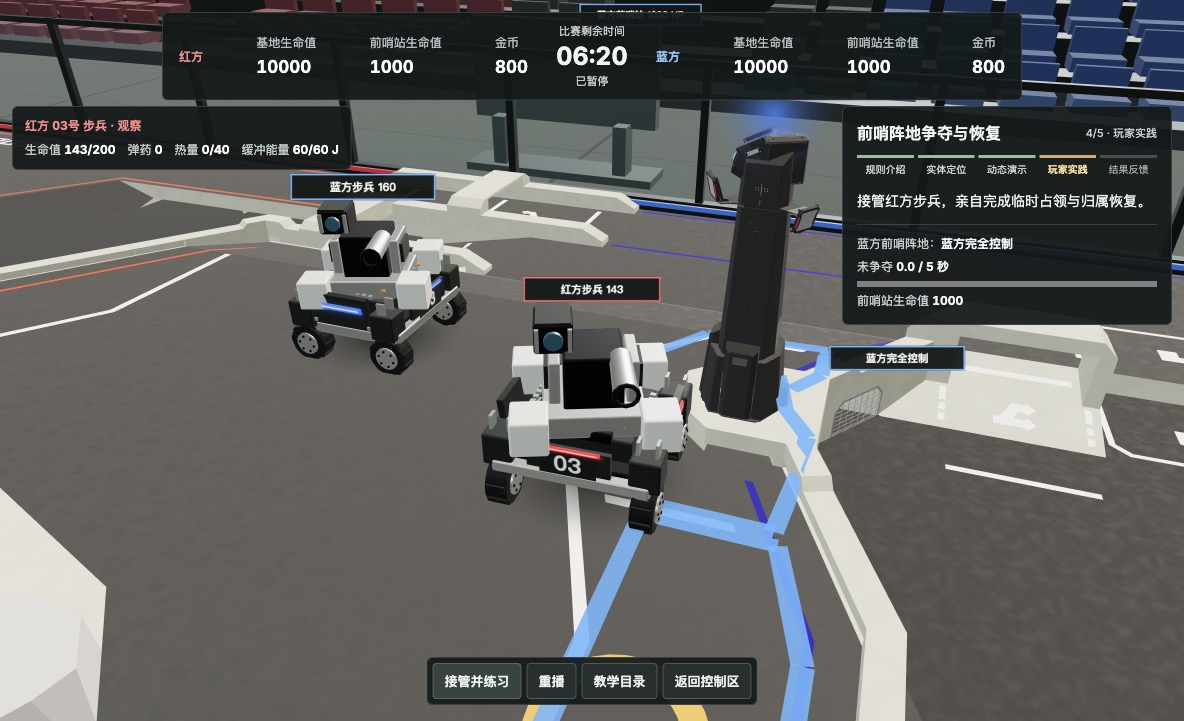 比赛剩余时间
红方
基地生命值
10000
前哨站生命值
1000
金币
800
06:20
已暂停
蓝方
基地生命值
10000
前哨站生命值
1000
金币
800
红方 03号 步兵 · 观察
生命值 143/200 弹药 0 热量 0/40 缓冲能量 60/60 J
前哨阵地争夺与恢复
4/5 · 玩家实践
规则介绍 实体定位 动态演示 玩家实践 结果反馈
接管红方步兵，亲自完成临时占领与归属恢复。
蓝方前哨阵地: 蓝方完全控制
未争夺 0.0 / 5 秒
前哨站生命值 1000
蓝方步兵 160
红方步兵 143
蓝方完全控制
03
接管并练习 重播 教学目录 返回控制区